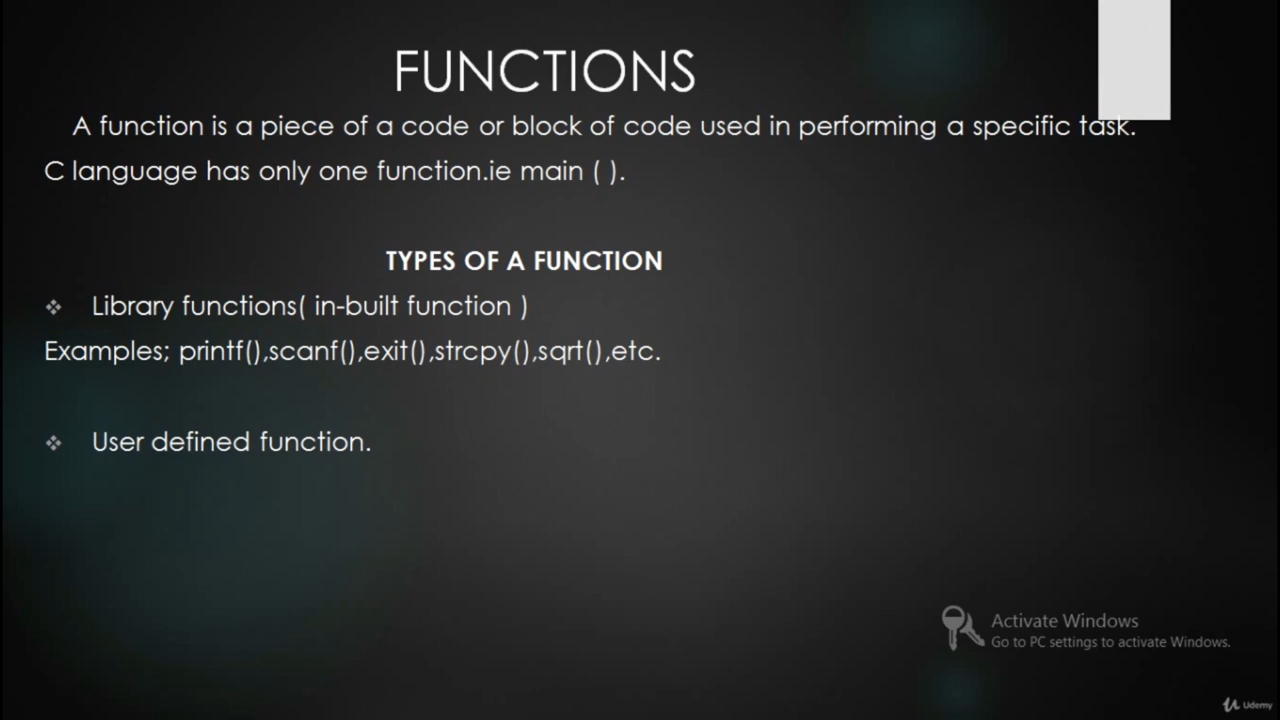 FUNCTIONS
A function is a piece of a code or block of code used in performing a specific task.
C language has only one function.ie main ( ).
TYPES OF A FUNCTION
❖ Library functions( in-built function )
Examples; printf(),scanf(),exit(),strcpy(),sqrt(),etc.
❖ User defined function.
Activate Windows
Go to PC settings to activate Windows.
Udemy